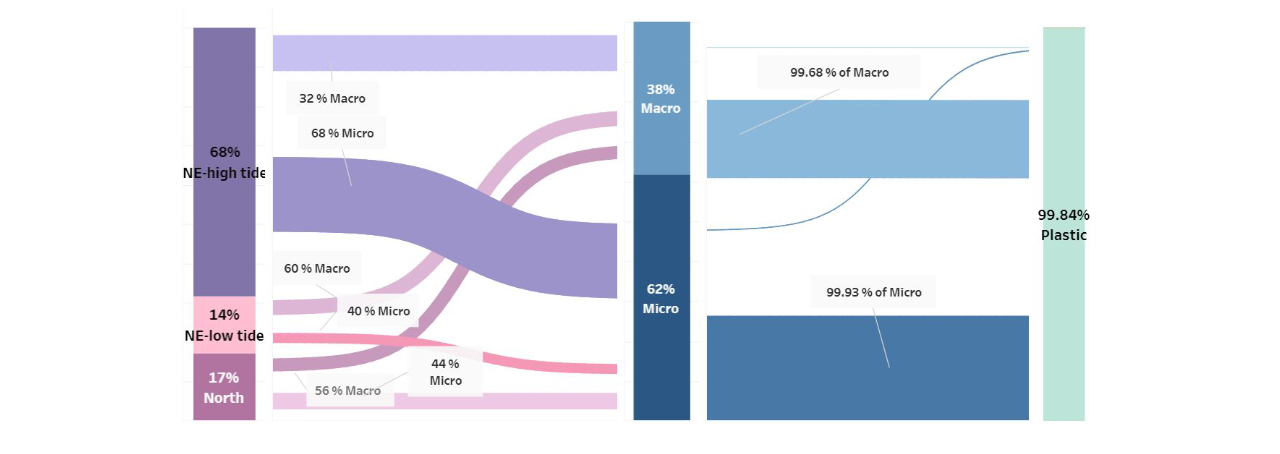 68%
NE-high tide
14%
NE-low tide
17%
North
32 % Macro
68 % Micro
60 % Macro
40 % Micro
56 % Macro
44 %
Micro
38%
Macro
62%
Micro
99.68 % of Macro
99.93 % of Micro
99.84%
Plastic